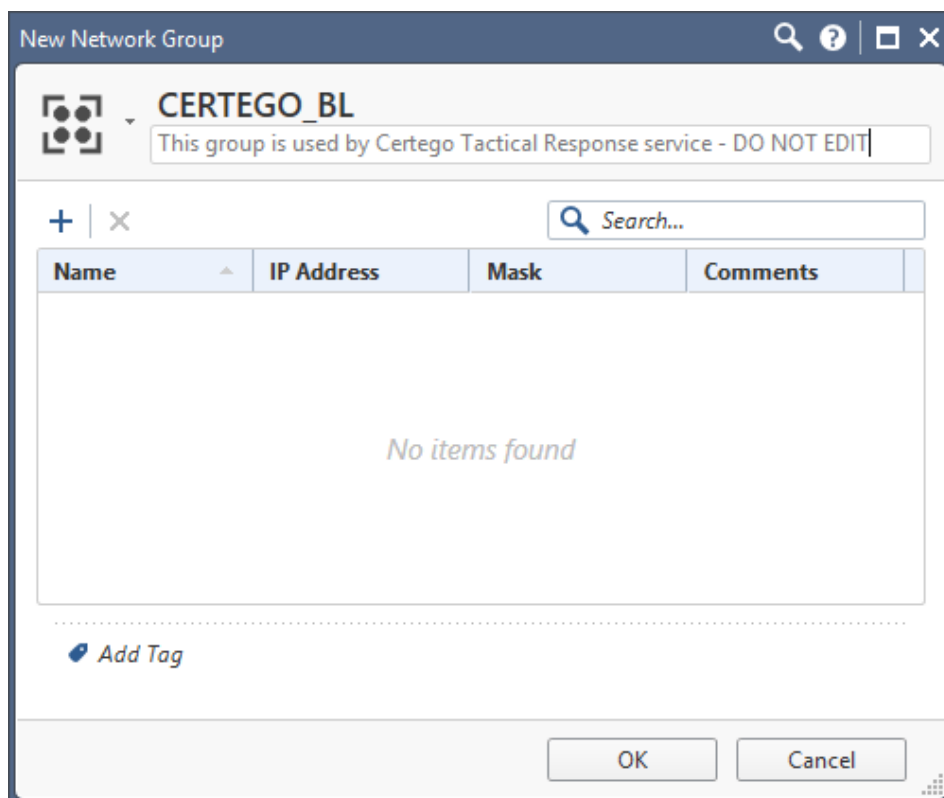 New Network Group
CERTEGO_BL
This group is used by Certego Tactical Response service - DO NOT EDIT
Search...
Name IP Address Mask Comments
No items found
Add Tag
OK Cancel